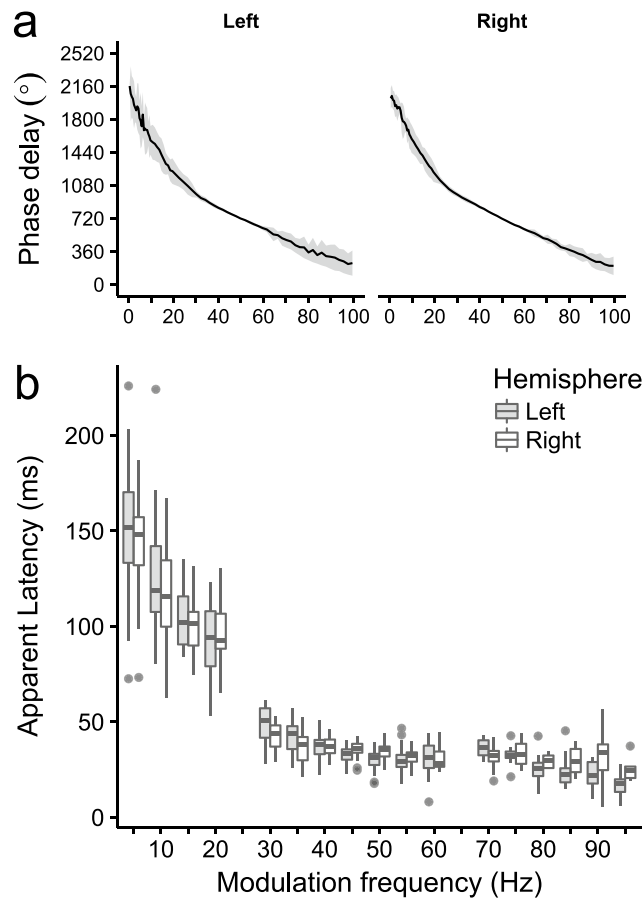 a
Left Right
Phase delay (°)
2520
2160
1800
1440
1080
720
360
0
0 20 40 60 80 100 0 20 40 60 80 100
b
Hemisphere
Left
Right
Apparent Latency (ms)
200
150
100
50
0
10 20 30 40 50 60 70 80 90
Modulation frequency (Hz)